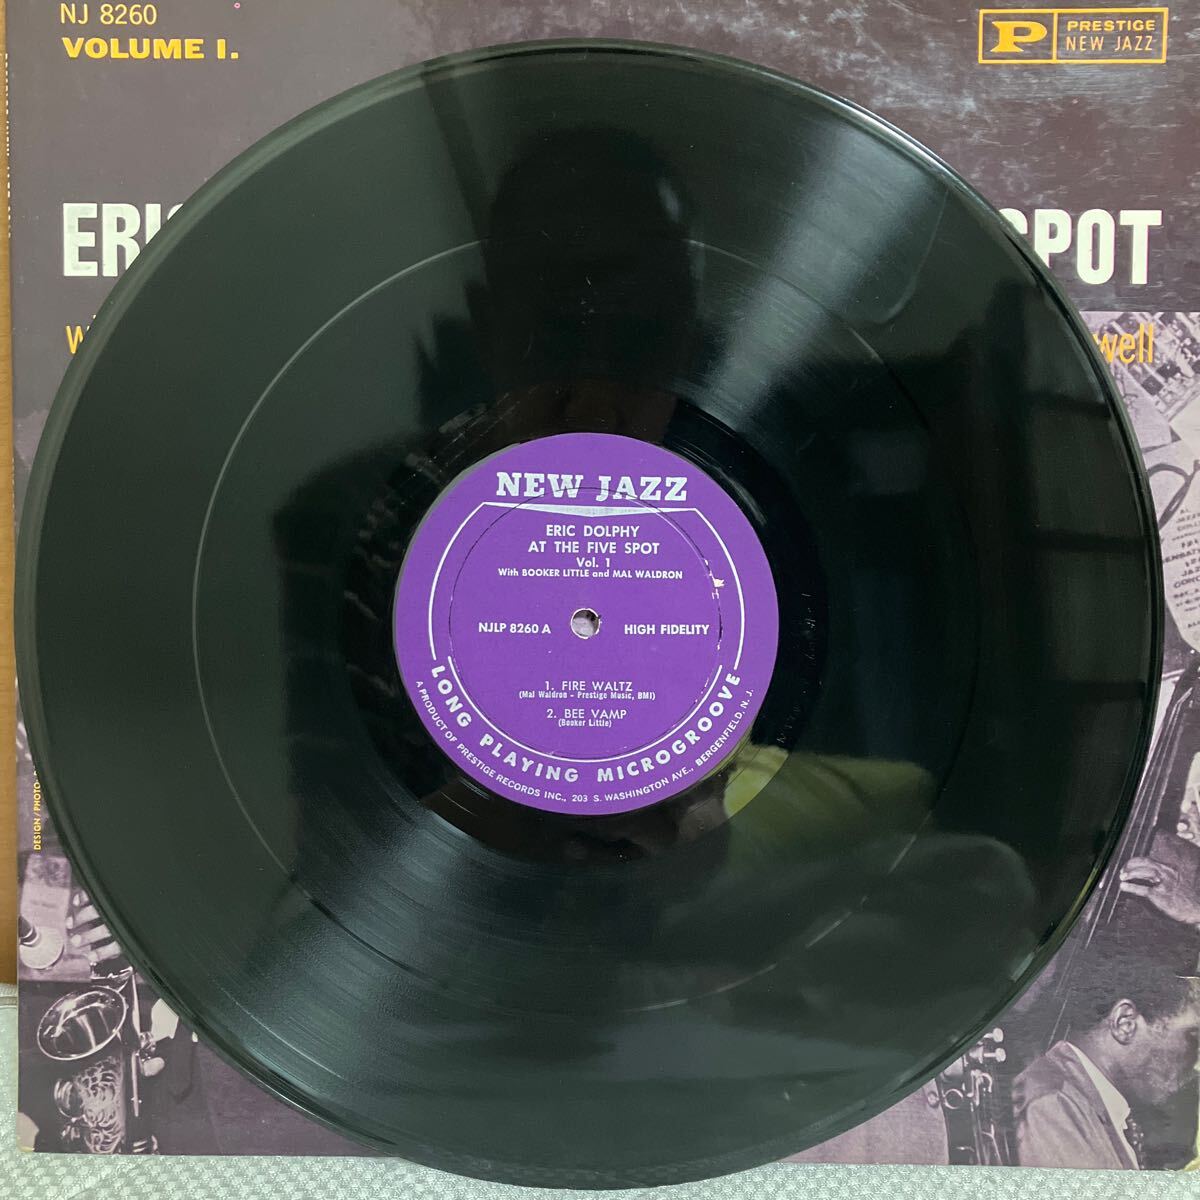 NJ 8260
VOLUME I.
P PRESTIGE
NEW JAZZ
SPOT
well
NEW JAZZ
ERIC DOLPHY
AT THE FIVE SPOT
Vol. 1
With BOOKER LITTLE and MAL WALDRON
NJLP 8260 A HIGH FIDELITY
1. FIRE WALTZ
(Mal Waldron - Prestige Music, BMI)
2. BEE VAMP
(Booker Little)
LONG PLAYING MICROGROOVE
A PRODUCT OF PRESTIGE RECORDS INC., 203 S. WASHINGTON AVE., BERGENFIELD, N. J.
DESIGN/PHOTO